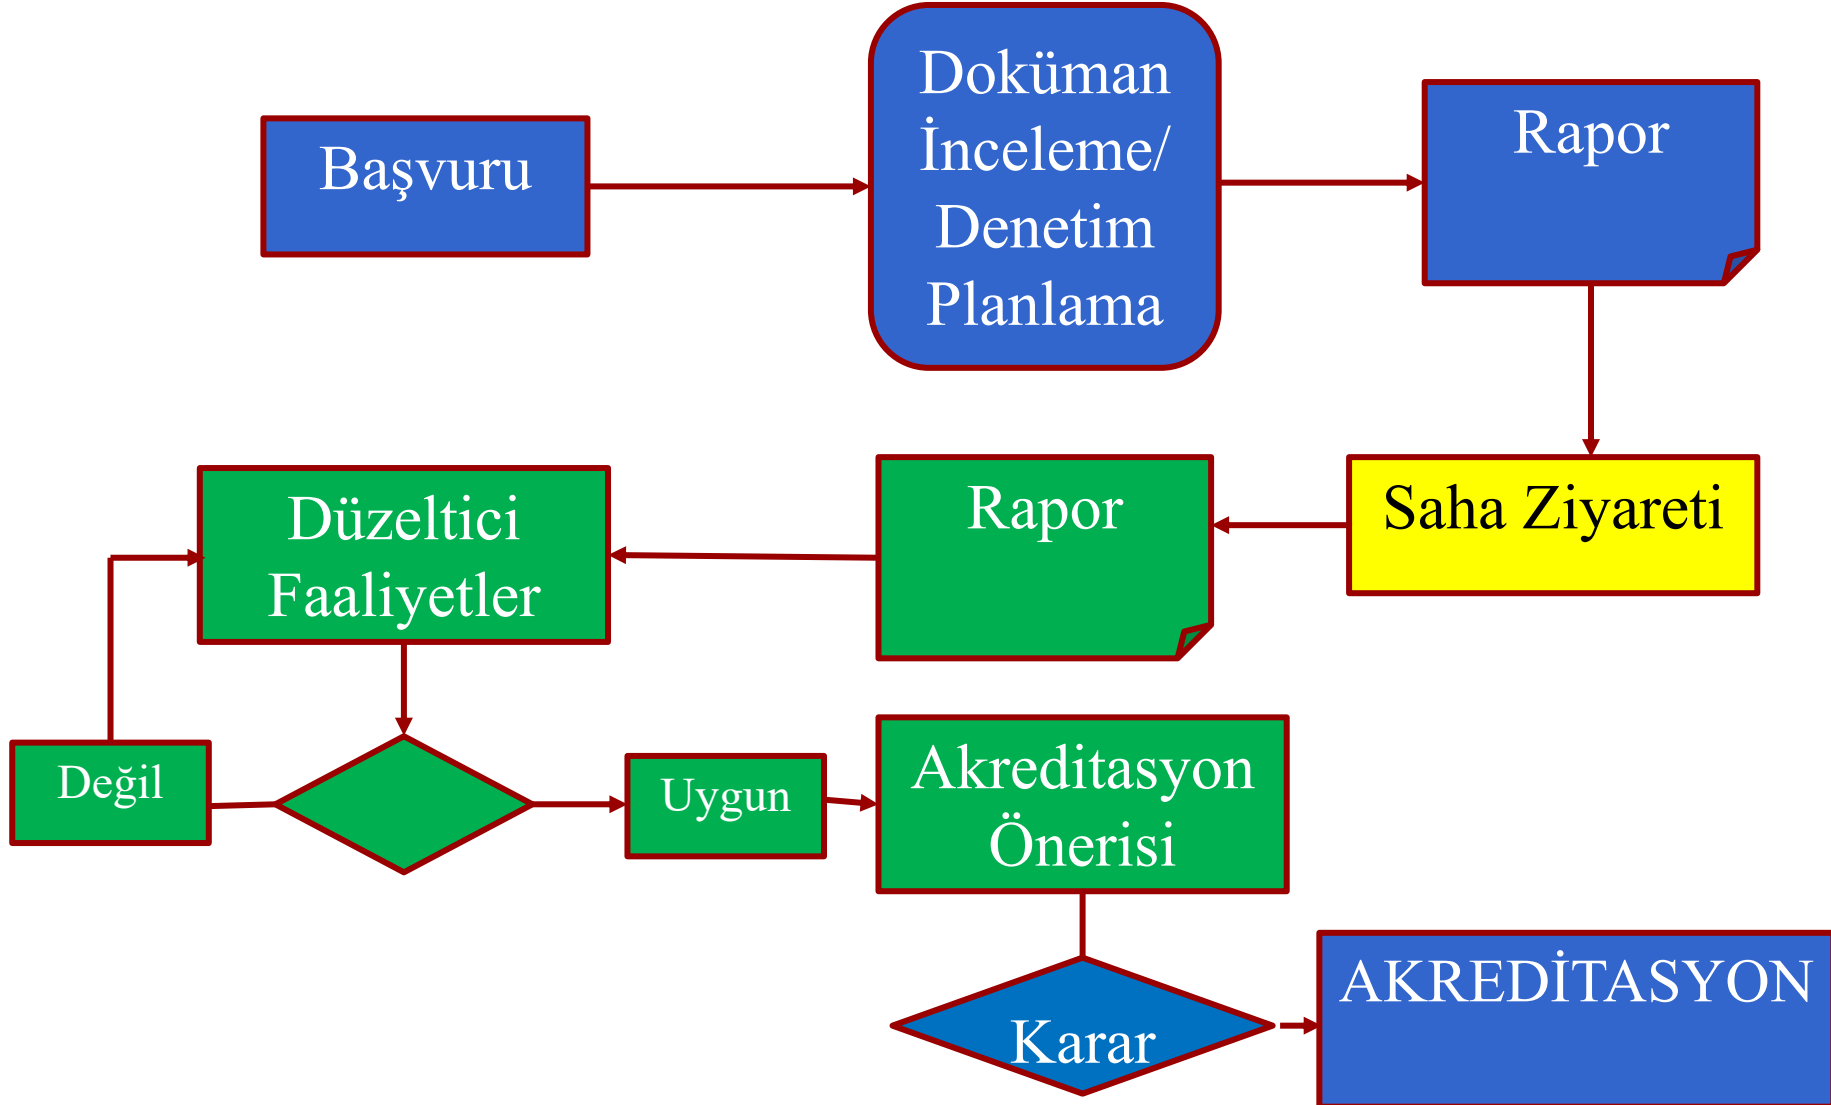 Başvuru
Doküman
İnceleme/
Denetim
Planlama
Rapor
Saha Ziyareti
Rapor
Düzeltici
Faaliyetler
Değil
Uygun
Akreditasyon
Önerisi
Karar
AKREDİTASYON